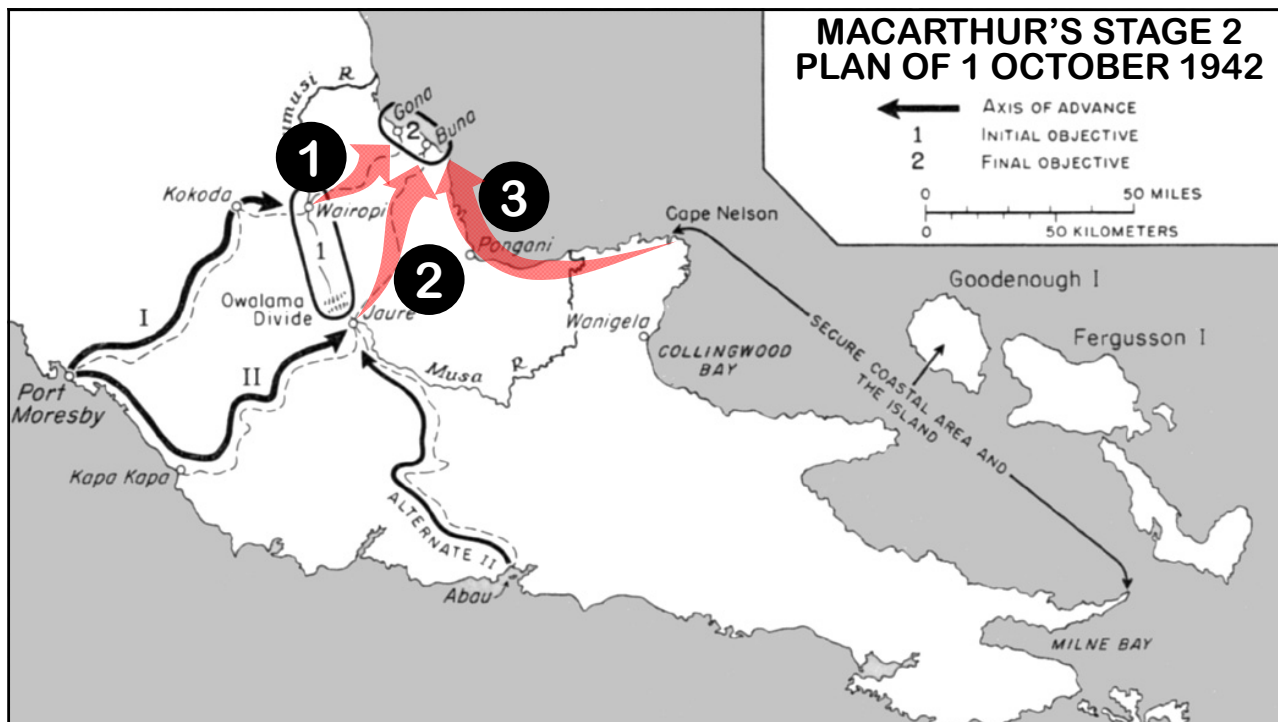 MACARTHUR'S STAGE 2
PLAN OF 1 OCTOBER 1942
AXIS OF ADVANCE
1 INITIAL OBJECTIVE
2 FINAL OBJECTIVE
0 50 MILES
0 50 KILOMETERS
R
Gona
2
Buna
1
Kokoda
Wairopi
3
Cape Nelson
1
Pongani
2
Goodenough I
Owalama
Divide
Jaure
I
Wanigela
Fergusson I
COLLINGWOOD
BAY
SECURE COASTAL AREA AND
THE ISLAND
II
Musa R
Port
Moresby
Kapa Kapa
ALTERNATE II
Abau
MILNE BAY